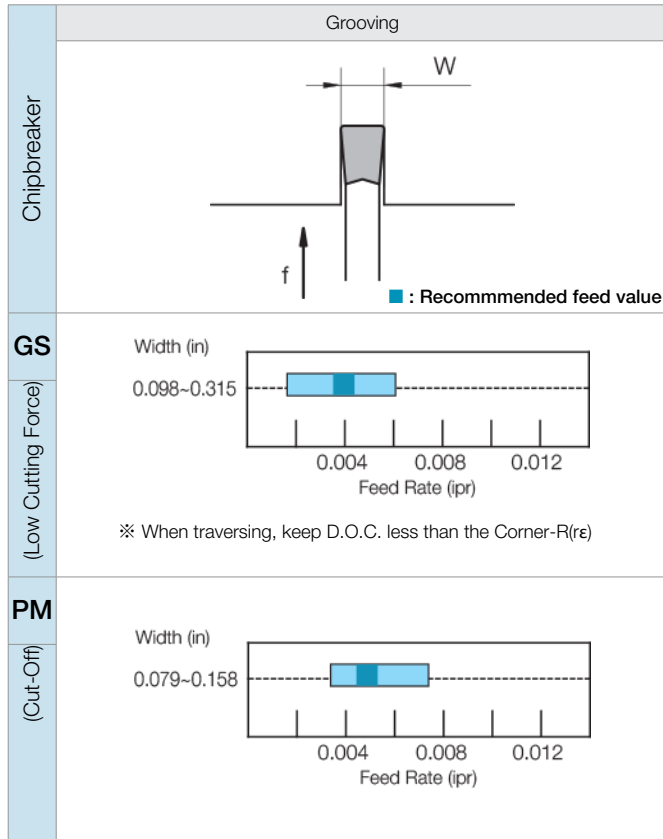 Grooving
Chipbreaker
W
f
: Recommmended feed value
GS
(Low Cutting Force)
Width (in)
0.098~0.315
0.004 0.008 0.012
Feed Rate (ipr)
※ When traversing, keep D.O.C. less than the Corner-R(rε)
PM
(Cut-Off)
Width (in)
0.079~0.158
0.004 0.008 0.012
Feed Rate (ipr)